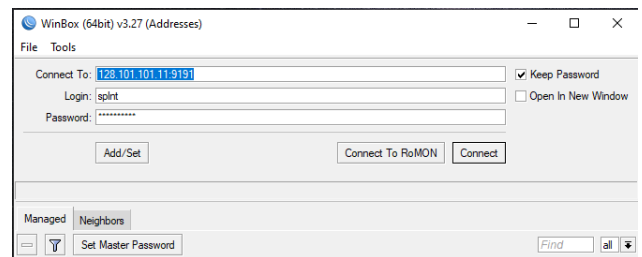 WinBox (64bit) v3.27 (Addresses)
File Tools
Connect To: 128.101.101.11:9191 Keep Password
Login: splnt Open In New Window
Password: **********
Add/Set Connect To RoMON Connect
Managed Neighbors
Set Master Password Find all